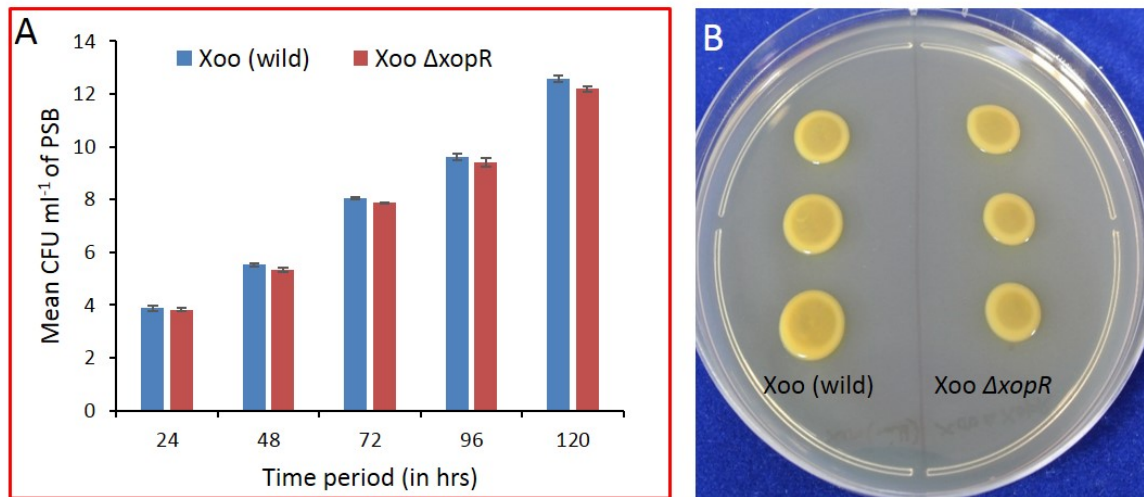 A
Xoo (wild) Xoo ΔxopR
Mean CFU ml⁻¹ of PSB
14
12
10
8
6
4
2
0
24 48 72 96 120
Time period (in hrs)
B
Xoo (wild) Xoo ΔxopR